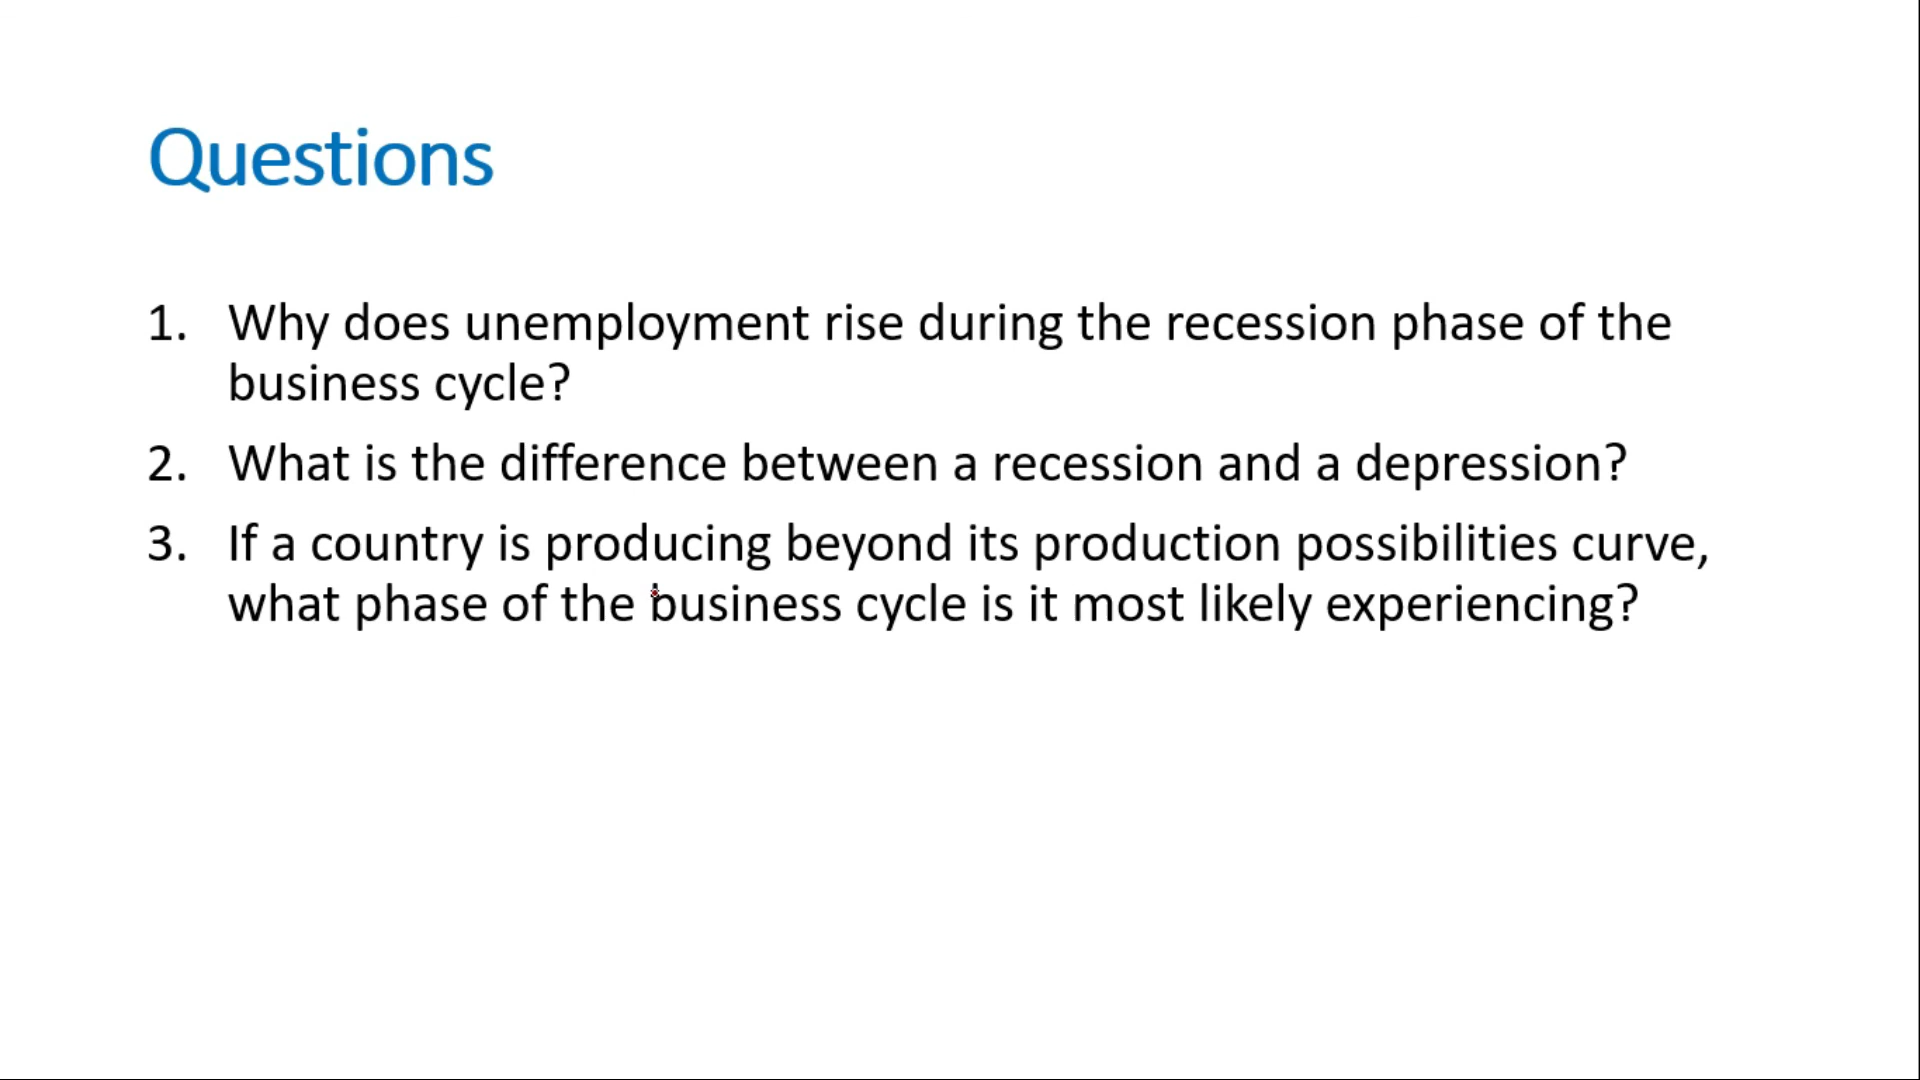 Questions
1. Why does unemployment rise during the recession phase of the
business cycle?
2. What is the difference between a recession and a depression?
3. If a country is producing beyond its production possibilities curve,
what phase of the business cycle is it most likely experiencing?